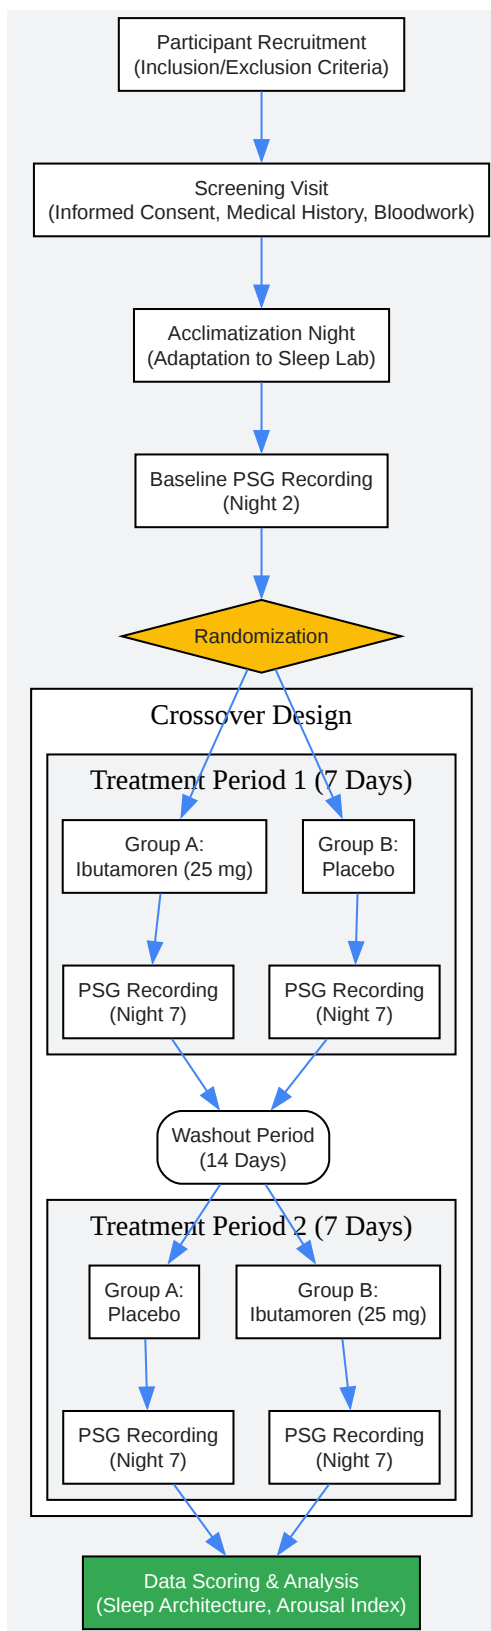 Participant Recruitment
(Inclusion/Exclusion Criteria)
Screening Visit
(Informed Consent, Medical History, Bloodwork)
Acclimatization Night
(Adaptation to Sleep Lab)
Baseline PSG Recording
(Night 2)
Randomization
Crossover Design
Treatment Period 1 (7 Days)
Group A:
Ibutamoren (25 mg)
Group B:
Placebo
PSG Recording
(Night 7)
PSG Recording
(Night 7)
Washout Period
(14 Days)
Treatment Period 2 (7 Days)
Group A:
Placebo
Group B:
Ibutamoren (25 mg)
PSG Recording
(Night 7)
PSG Recording
(Night 7)
Data Scoring & Analysis
(Sleep Architecture, Arousal Index)